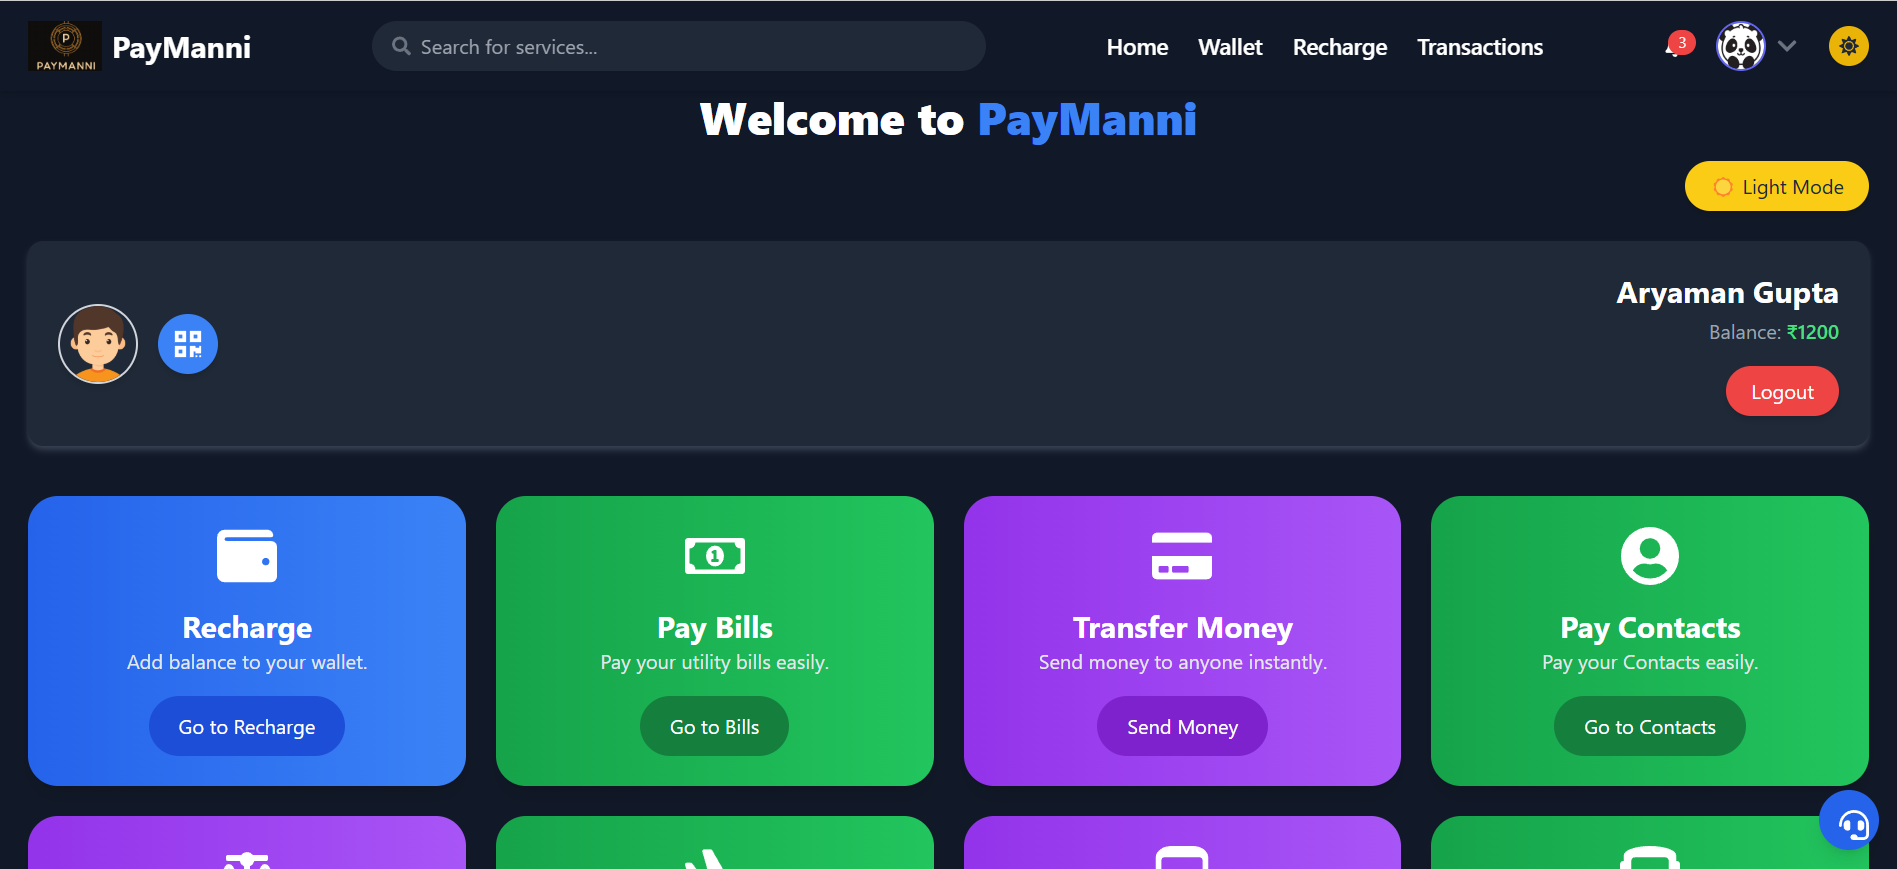 PAYMANNI
PayManni
Search for services...
Home
Wallet
Recharge
Transactions
3
Welcome to PayManni
Light Mode
Aryaman Gupta
Balance: ₹1200
Logout
Recharge
Add balance to your wallet.
Go to Recharge
1
Pay Bills
Pay your utility bills easily.
Go to Bills
Transfer Money
Send money to anyone instantly.
Send Money
Pay Contacts
Pay your Contacts easily.
Go to Contacts